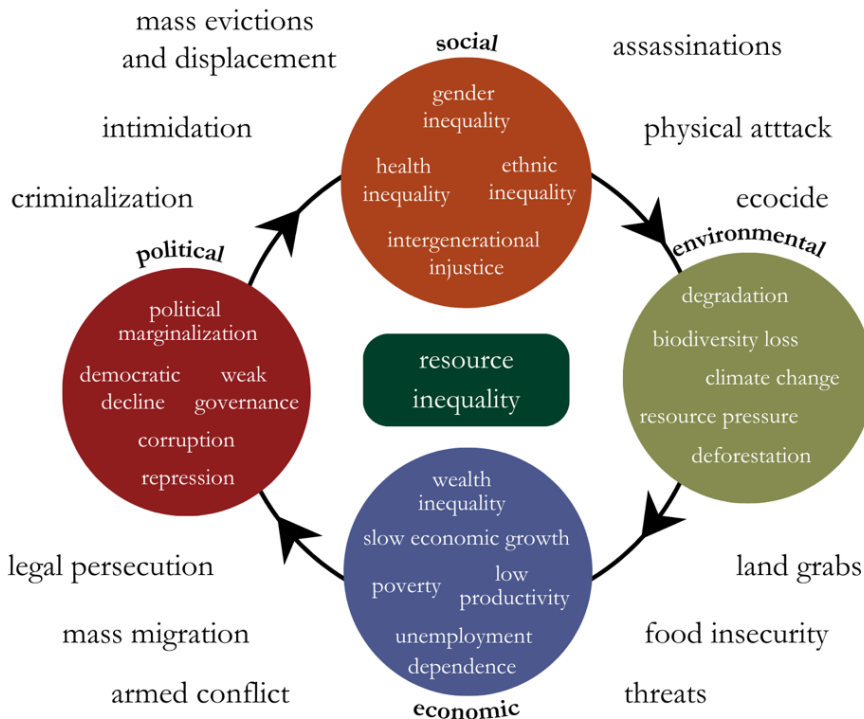 mass evictions
and displacement
intimidation
criminalization
assassinations
physical atttack
ecocide
social
gender
inequality
health
inequality
ethnic
inequality
intergenerational
injustice
political
political
marginalization
democratic
decline
weak
governance
corruption
repression
resource
inequality
environmental
degradation
biodiversity loss
climate change
resource pressure
deforestation
wealth
inequality
slow economic growth
poverty
low
productivity
unemployment
dependence
economic
legal persecution
mass migration
armed conflict
land grabs
food insecurity
threats